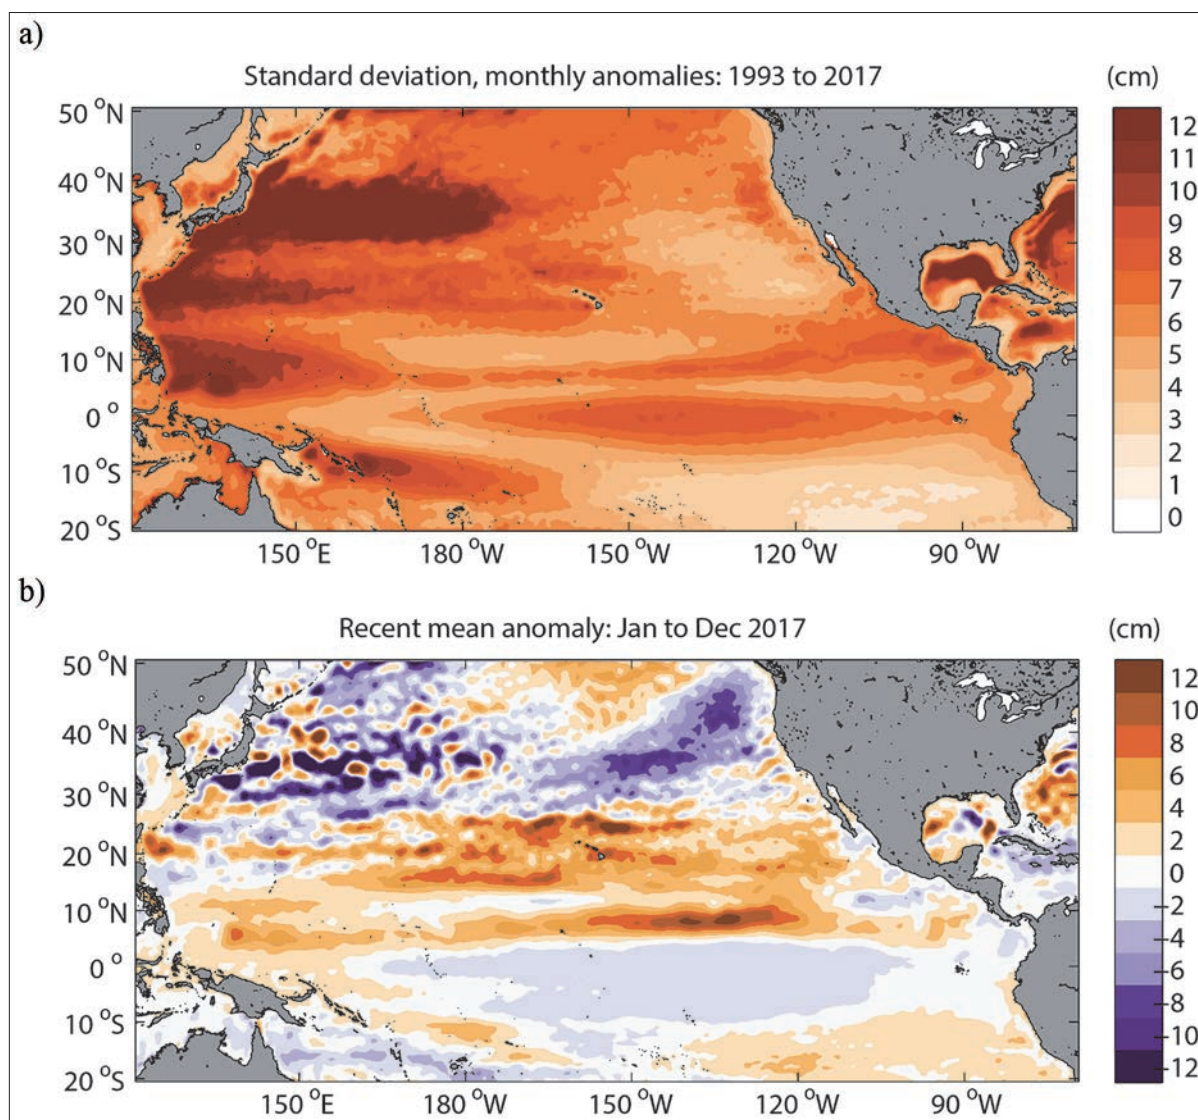 a)
Standard deviation, monthly anomalies: 1993 to 2017
(cm)
50 °N
40 °N
30 °N
20 °N
10 °N
0 °
10 °S
20 °S
150 °E
180 °W
150 °W
120 °W
90 °W
12
11
10
9
8
7
6
5
4
3
2
1
0
b)
Recent mean anomaly: Jan to Dec 2017
(cm)
50 °N
40 °N
30 °N
20 °N
10 °N
0 °
10 °S
20 °S
150 °E
180 °W
150 °W
120 °W
90 °W
12
10
8
6
4
2
0
-2
-4
-6
-8
-10
-12